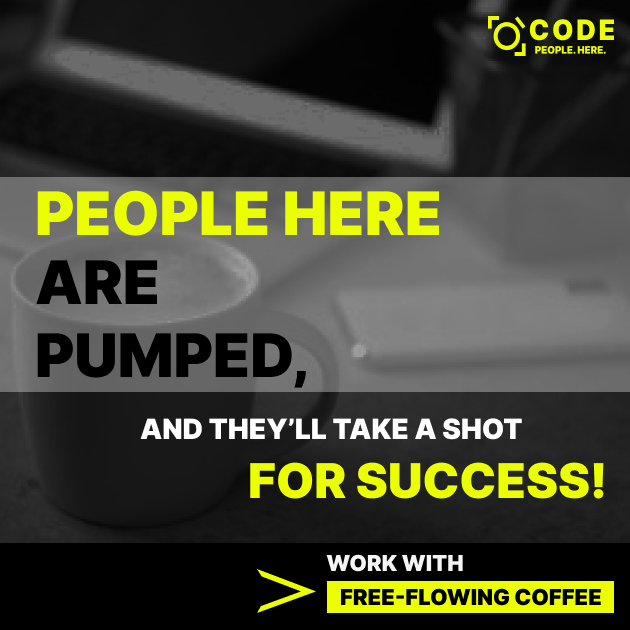 CODE
PEOPLE. HERE.
PEOPLE HERE
ARE
PUMPED,
AND THEY’LL TAKE A SHOT
FOR SUCCESS!
WORK WITH
FREE-FLOWING COFFEE